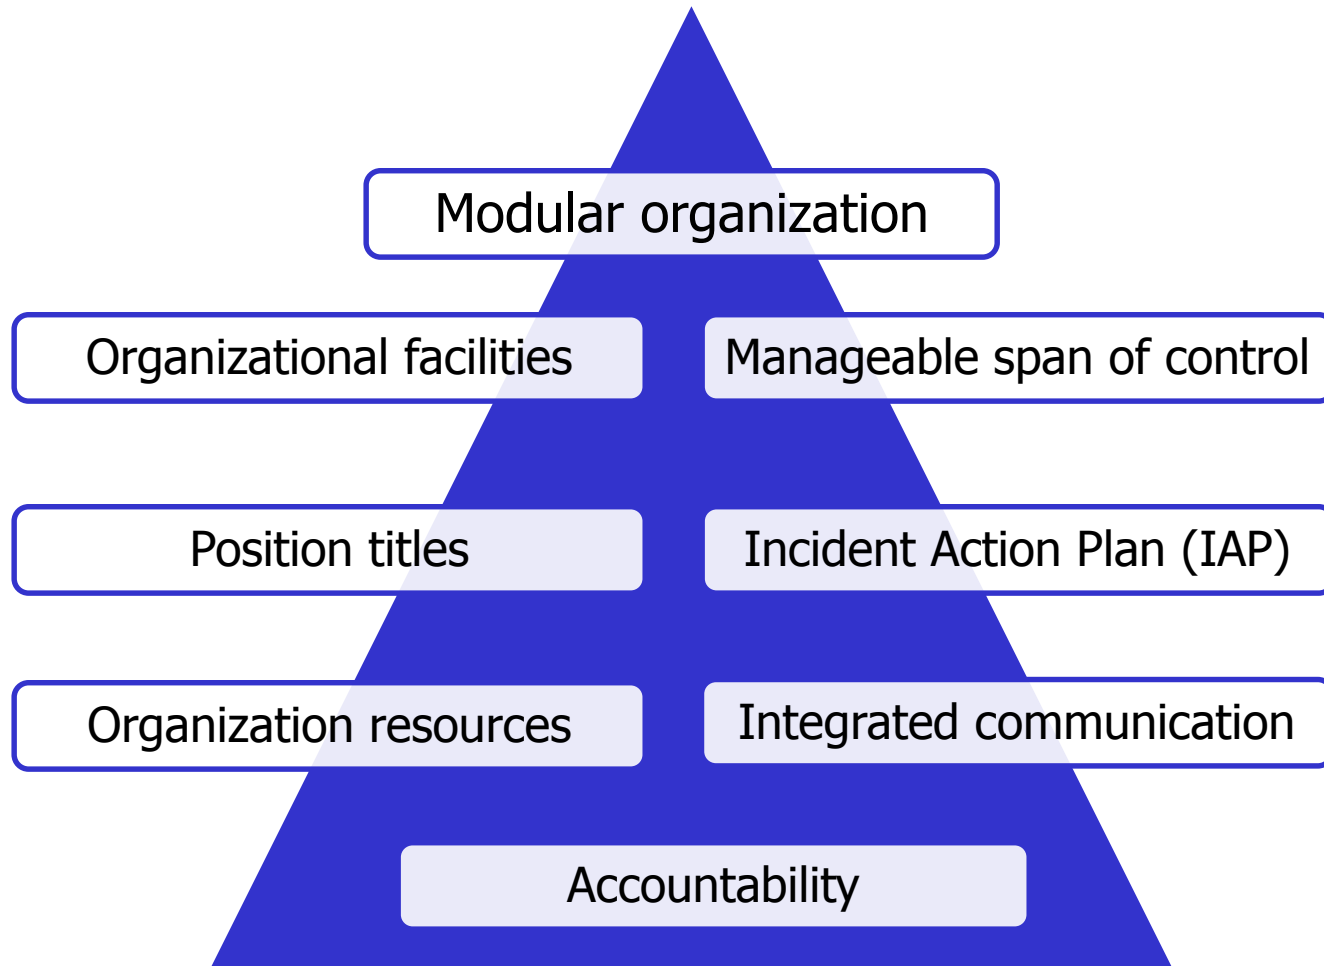 Modular organization
Organizational facilities
Manageable span of control
Position titles
Incident Action Plan (IAP)
Organization resources
Integrated communication
Accountability